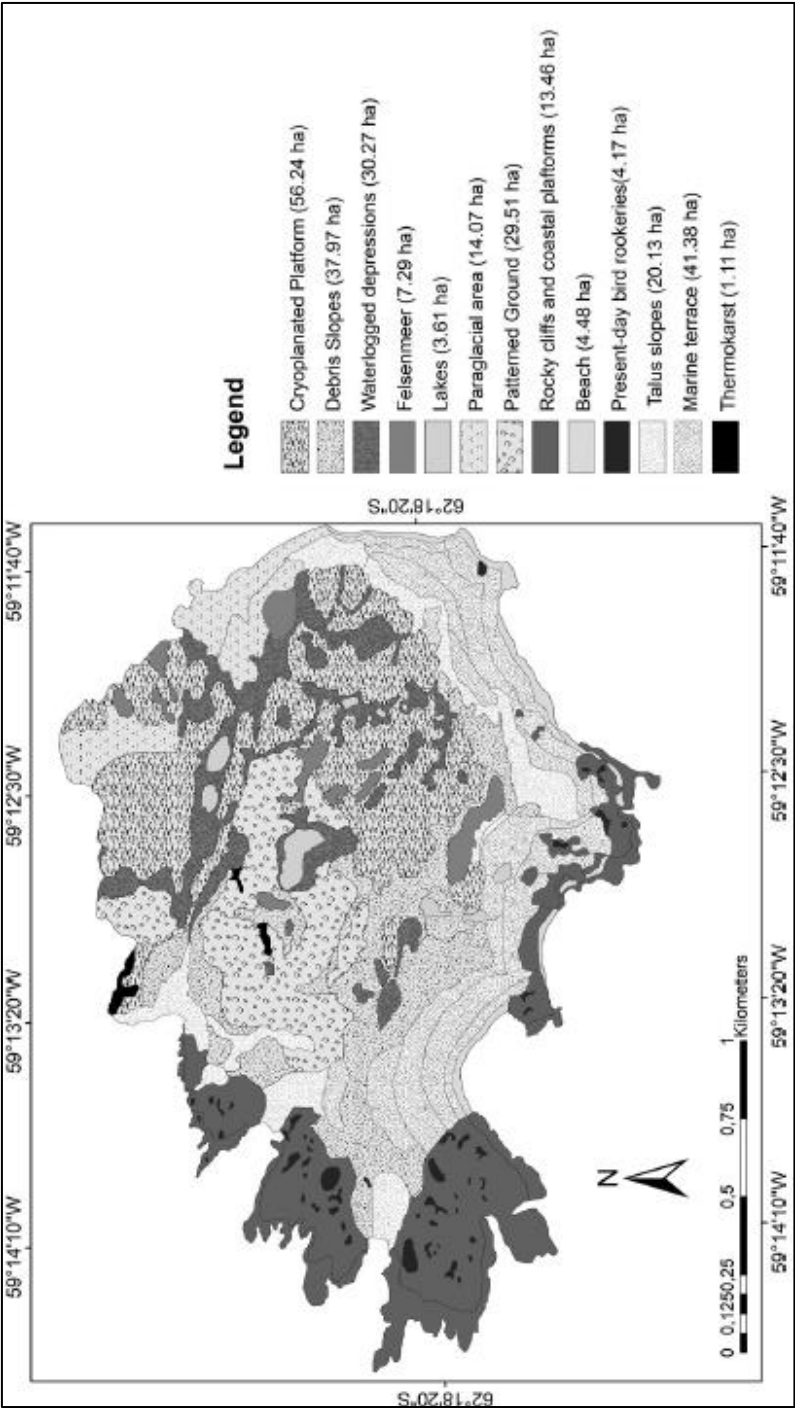 59°14'10"W
59°13'20"W
59°12'30"W
59°11'40"W
62°18'20"S
62°18'20"S
N
0 0,1250,25 0,5 0,75 1
Kilometers
59°14'10"W
59°13'20"W
59°12'30"W
59°11'40"W
Legend
Cryoplanated Platform (56.24 ha)
Debris Slopes (37.97 ha)
Waterlogged depressions (30.27 ha)
Felsenmeer (7.29 ha)
Lakes (3.61 ha)
Paraglacial area (14.07 ha)
Patterned Ground (29.51 ha)
Rocky cliffs and coastal plaftorms (13.46 ha)
Beach (4.48 ha)
Present-day bird rookeries(4.17 ha)
Talus slopes (20.13 ha)
Marine terrace (41.38 ha)
Thermokarst (1.11 ha)